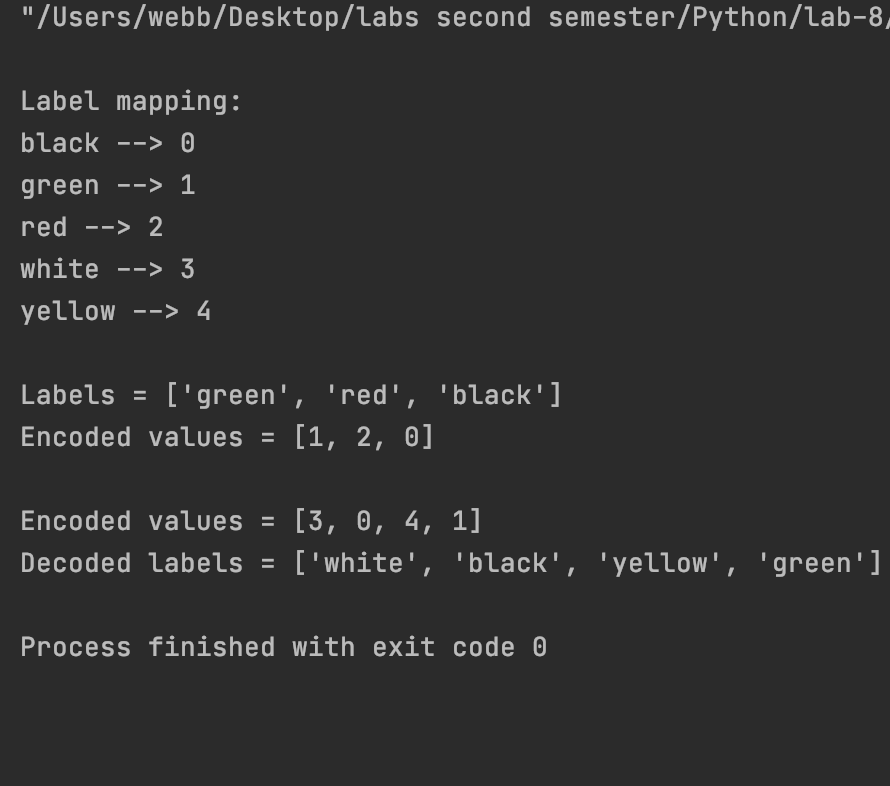 "/Users/webb/Desktop/labs second semester/Python/lab-8/
Label mapping:
black --> 0
green --> 1
red --> 2
white --> 3
yellow --> 4
Labels = ['green', 'red', 'black']
Encoded values = [1, 2, 0]
Encoded values = [3, 0, 4, 1]
Decoded labels = ['white', 'black', 'yellow', 'green']
Process finished with exit code 0